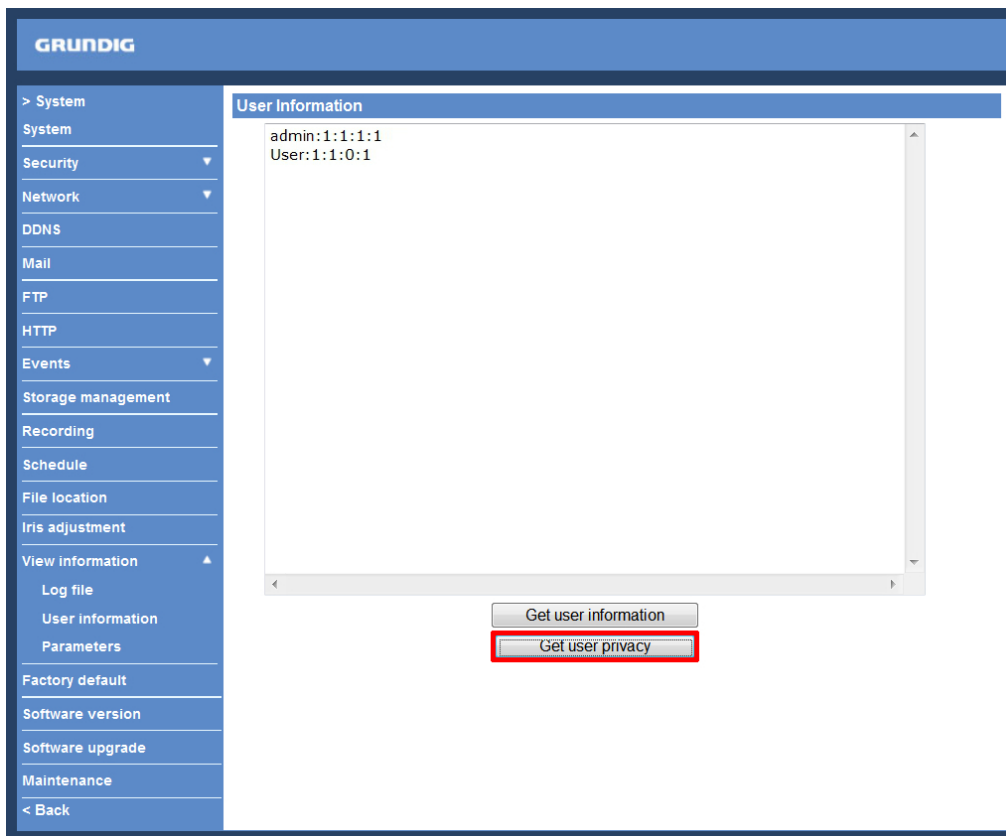 GRUNDIG
> System
System
Security
Network
DDNS
Mail
FTP
HTTP
Events
Storage management
Recording
Schedule
File location
Iris adjustment
View information
Log file
User information
Parameters
Factory default
Software version
Software upgrade
Maintenance
< Back
User Information
admin:1:1:1:1
User:1:1:0:1
Get user information
Get user privacy